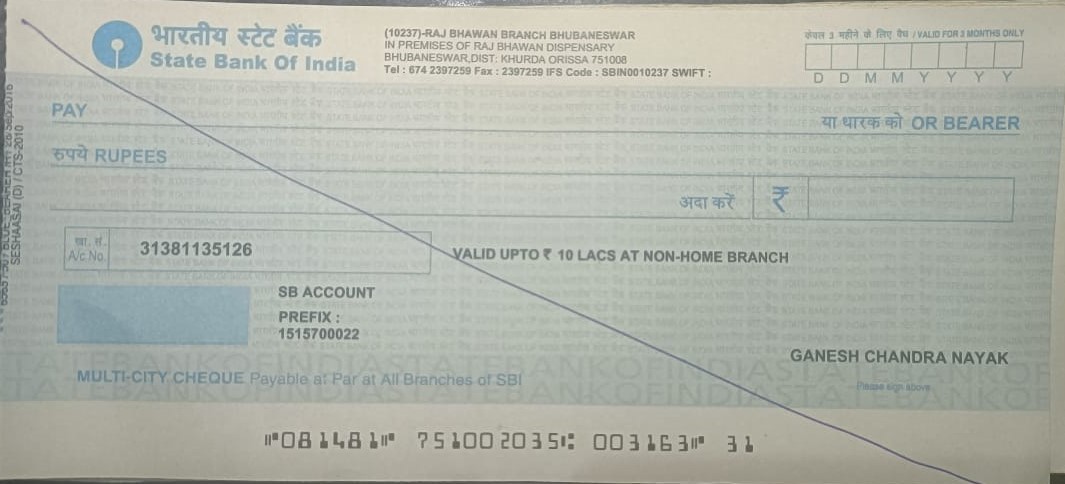 भारतीय स्टेट बैंक
State Bank Of India
(10237)-RAJ BHAWAN BRANCH BHUBANESWAR
IN PREMISES OF RAJ BHAWAN DISPENSARY
BHUBANESWAR,DIST: KHURDA ORISSA 751008
Tel : 674 2397259 Fax : 2397259 IFS Code : SBIN0010237 SWIFT :
केवल 3 महीने के लिए वैध / VALID FOR 3 MONTHS ONLY
D D M M Y Y Y Y
PAY
या धारक को OR BEARER
रुपये RUPEES
अदा करें ₹
खा. सं.
A/c No. 31381135126
VALID UPTO ₹ 10 LACS AT NON-HOME BRANCH
SB ACCOUNT
PREFIX :
1515700022
GANESH CHANDRA NAYAK
Please sign above
MULTI-CITY CHEQUE Payable at Par at All Branches of SBI
⑈081481⑈ 751002035⑆ 003163⑈ 31
SESHAASAI (D) / CTS-2010